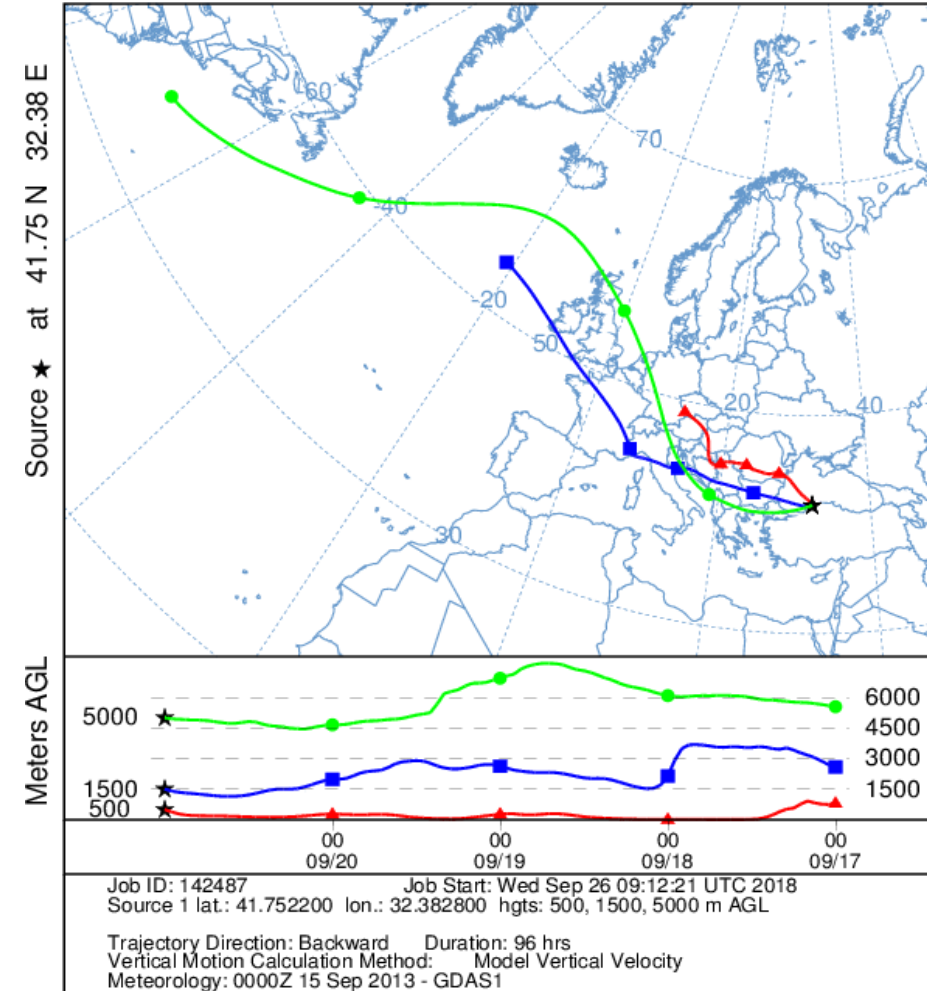 Source ★ at 41.75 N 32.38 E
-60
70
-40
-20
50
20
40
30
Meters AGL
5000
1500
500
6000
4500
3000
1500
00 00 00 00
09/20 09/19 09/18 09/17
Job ID: 142487 Job Start: Wed Sep 26 09:12:21 UTC 2018
Source 1 lat.: 41.752200 lon.: 32.382800 hgts: 500, 1500, 5000 m AGL
Trajectory Direction: Backward Duration: 96 hrs
Vertical Motion Calculation Method: Model Vertical Velocity
Meteorology: 0000Z 15 Sep 2013 - GDAS1